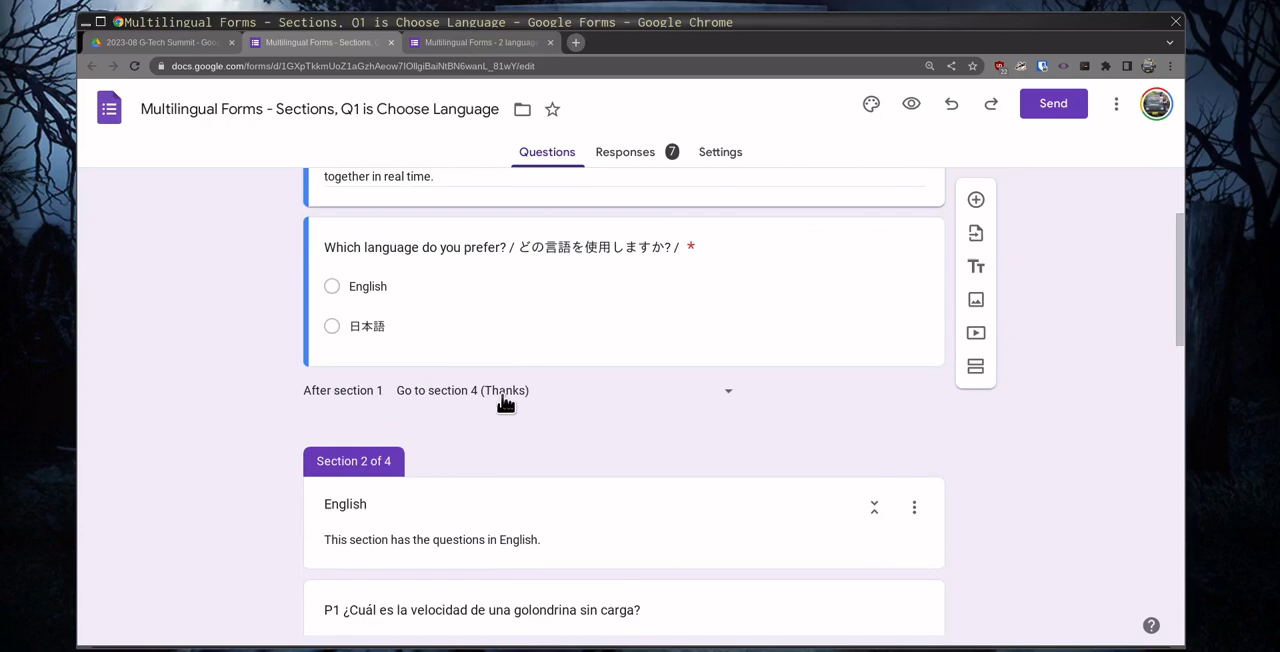 Multilingual Forms - Sections, Q1 is Choose Language - Google Forms - Google Chrome
2023-08 G-Tech Summit - Goo
Multilingual Forms - Sections, Q
Multilingual Forms - 2 languag
docs.google.com/forms/d/1GXpTkkmUoZ1aGzhAeow7IOllgiBaiNtBN6wanL_81wY/edit
22
Multilingual Forms - Sections, Q1 is Choose Language
Send
Questions
Responses 7
Settings
together in real time.
Which language do you prefer? / どの言語を使用しますか? / *
English
日本語
After section 1 Go to section 4 (Thanks)
Section 2 of 4
English
This section has the questions in English.
P1 ¿Cuál es la velocidad de una golondrina sin carga?